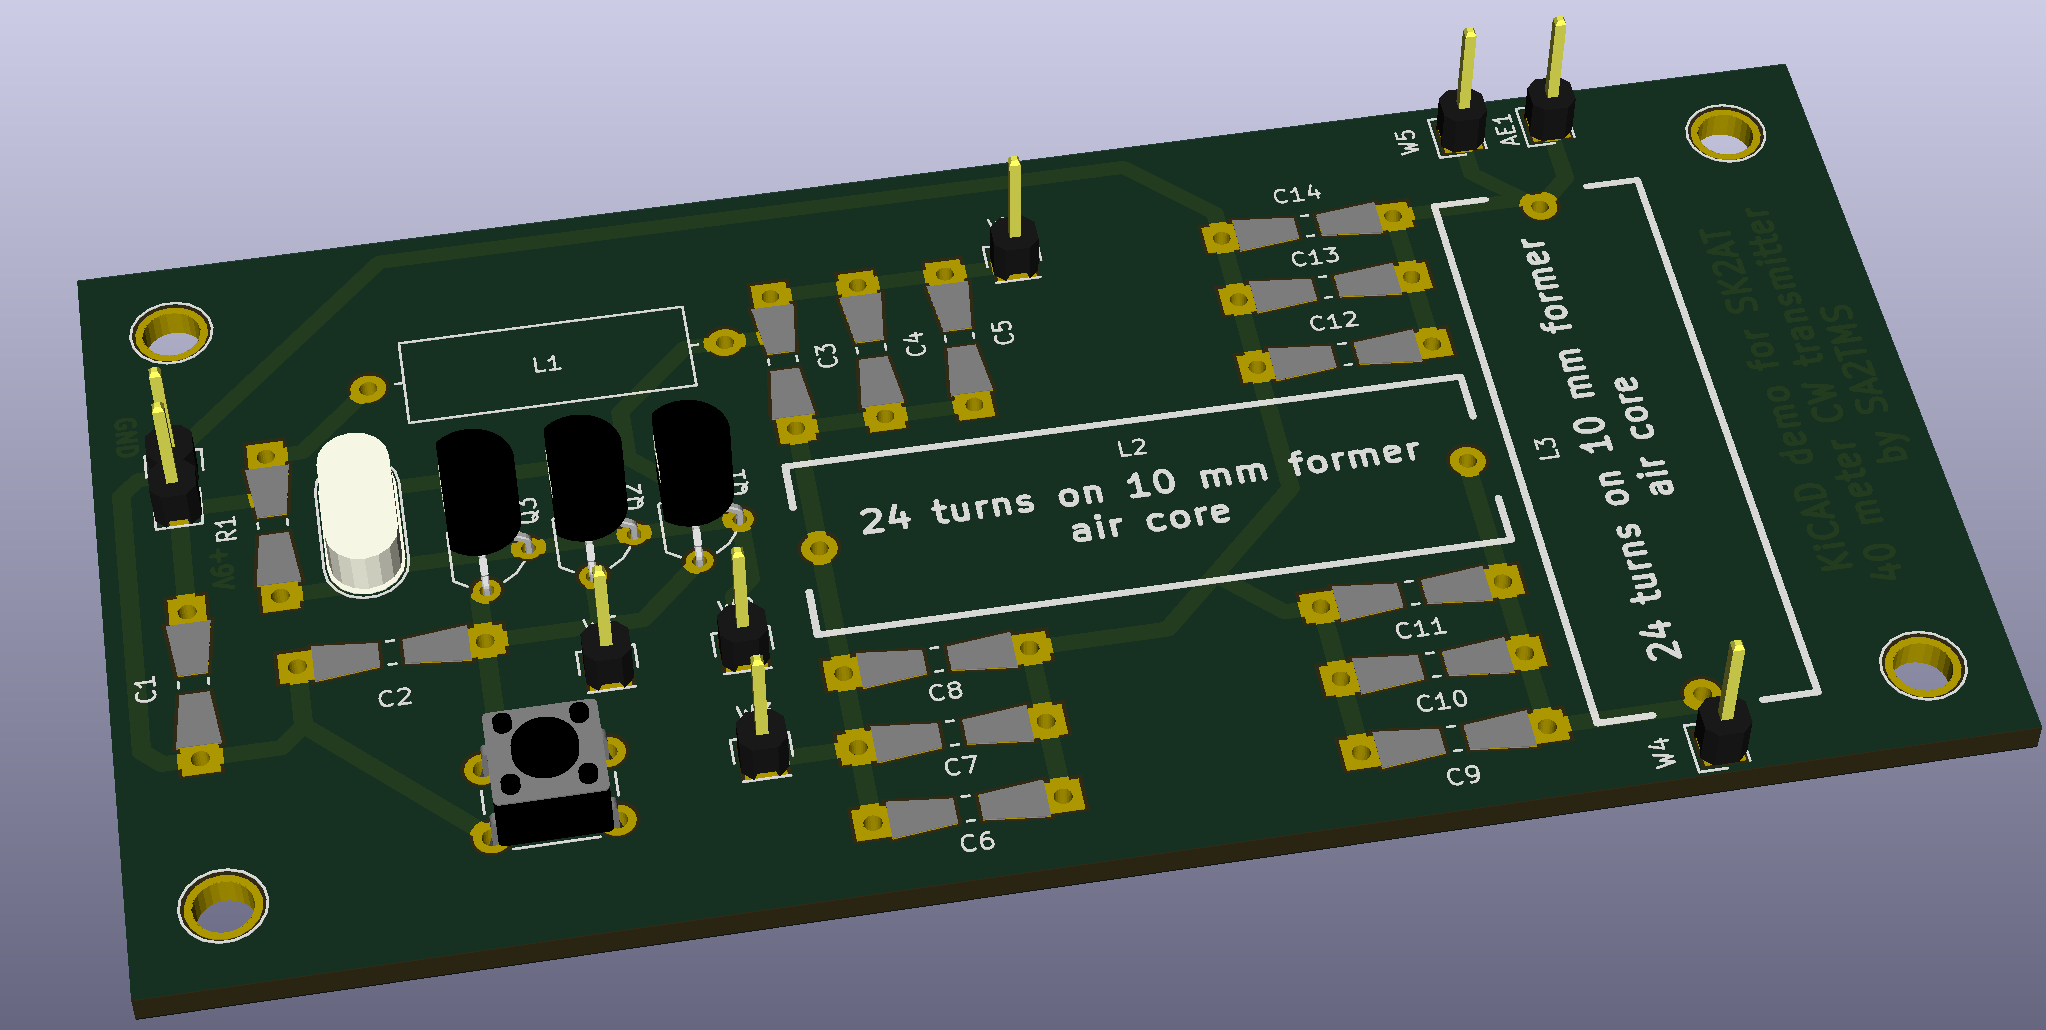 W5
AE1
C14
C13
C12
C3
C4
C5
L1
L2
24 turns on 10 mm former
air core
L3
24 turns on 10 mm former
air core
KiCAD demo for SK2AT
40 meter CW transmitter
by SA2TMS
GND
+9V
R1
Q3
Q2
Q1
C1
C2
C8
C7
C6
C11
C10
C9
W4